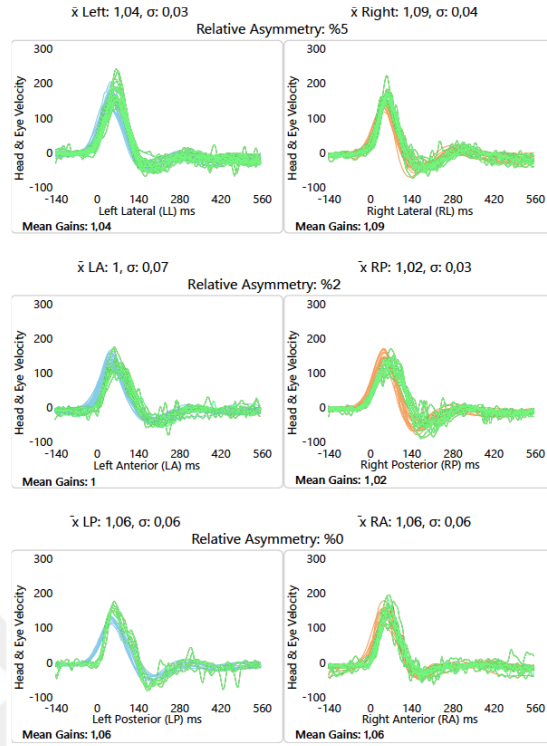 x̄ Left: 1,04, σ: 0,03 x̄ Right: 1,09, σ: 0,04
Relative Asymmetry: %5
Head & Eye Velocity
300
200
100
0
-100
-140 0 140 280 420 560
Left Lateral (LL) ms
Mean Gains: 1,04
Head & Eye Velocity
300
200
100
0
-100
-140 0 140 280 420 560
Right Lateral (RL) ms
Mean Gains: 1,09
x̄ LA: 1, σ: 0,07 x̄ RP: 1,02, σ: 0,03
Relative Asymmetry: %2
Head & Eye Velocity
300
200
100
0
-100
-140 0 140 280 420 560
Left Anterior (LA) ms
Mean Gains: 1
Head & Eye Velocity
300
200
100
0
-100
-140 0 140 280 420 560
Right Posterior (RP) ms
Mean Gains: 1,02
x̄ LP: 1,06, σ: 0,06 x̄ RA: 1,06, σ: 0,06
Relative Asymmetry: %0
Head & Eye Velocity
300
200
100
0
-100
-140 0 140 280 420 560
Left Posterior (LP) ms
Mean Gains: 1,06
Head & Eye Velocity
300
200
100
0
-100
-140 0 140 280 420 560
Right Anterior (RA) ms
Mean Gains: 1,06